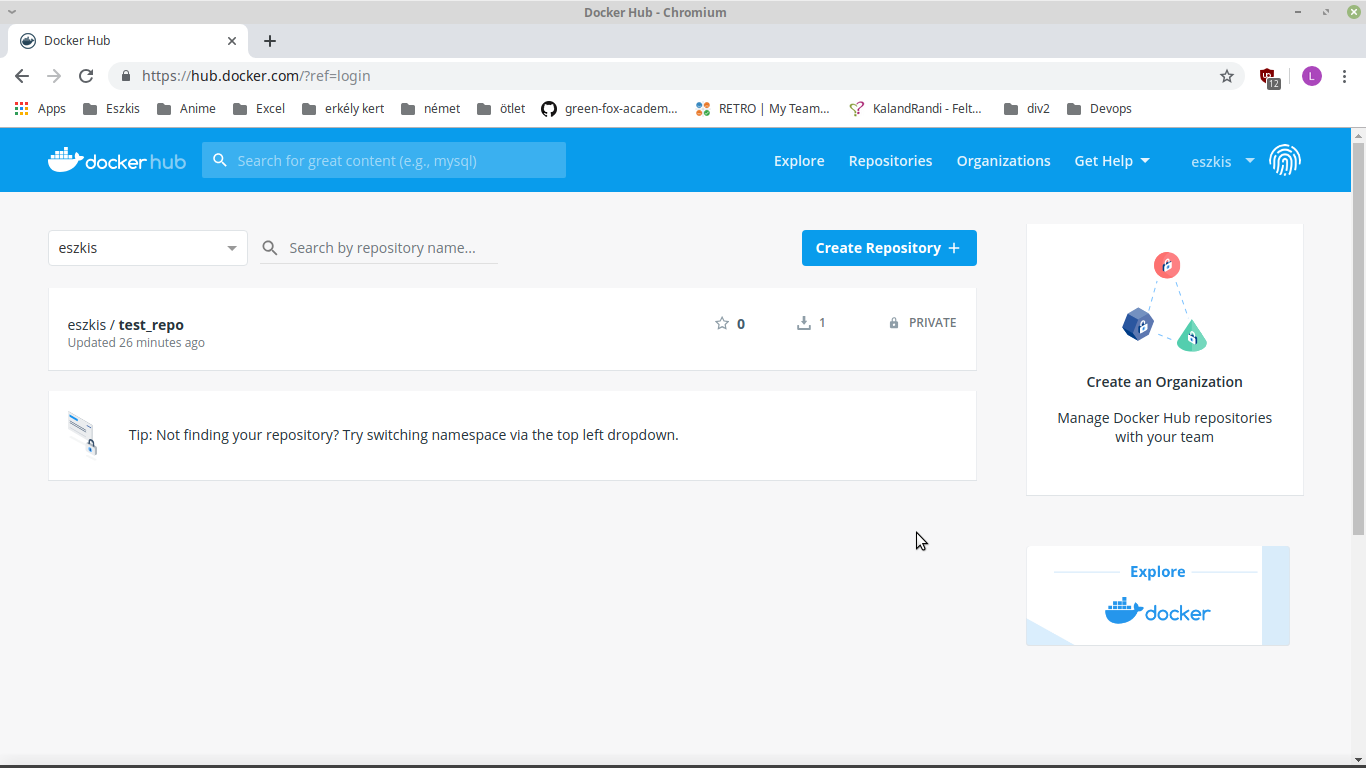 Docker Hub - Chromium
Docker Hub
https://hub.docker.com/?ref=login
12
L
Apps Eszkis Anime Excel erkély kert német ötlet green-fox-academ... RETRO | My Team... KalandRandi - Felt... div2 Devops
docker hub Search for great content (e.g., mysql) Explore Repositories Organizations Get Help eszkis
eszkis Search by repository name... Create Repository +
eszkis / test_repo 0 1 PRIVATE
Updated 26 minutes ago
Tip: Not finding your repository? Try switching namespace via the top left dropdown.
Create an Organization
Manage Docker Hub repositories
with your team
Explore
docker